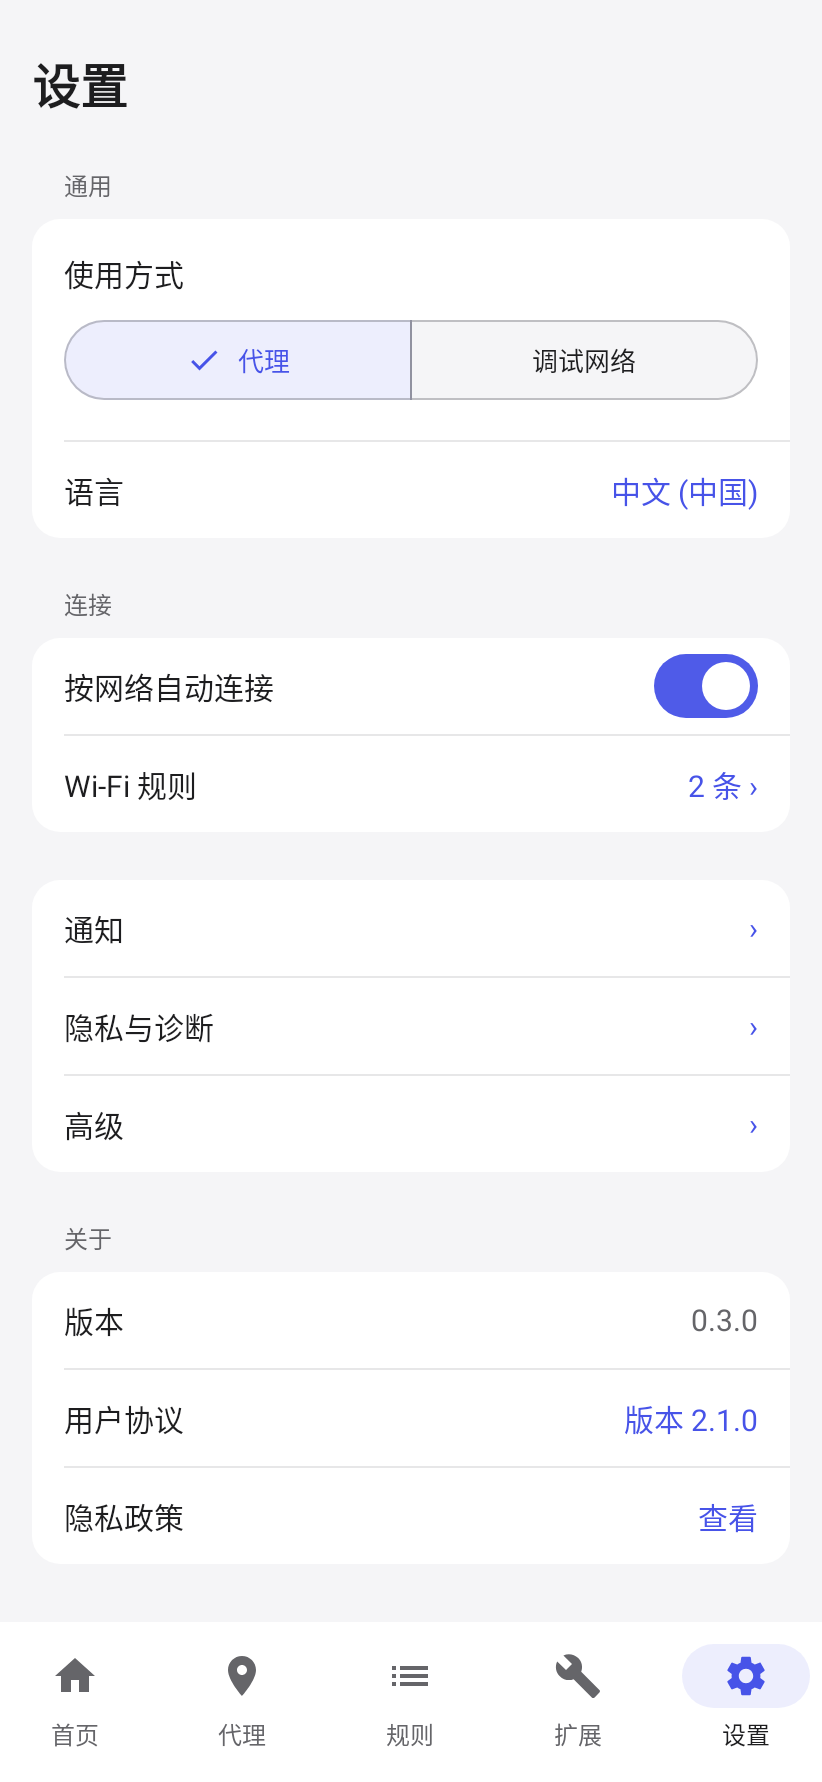 设置
通用
使用方式
代理 调试网络
语言 中文 (中国)
连接
按网络自动连接
Wi-Fi 规则 2 条 ›
通知 ›
隐私与诊断 ›
高级 ›
关于
版本 0.3.0
用户协议 版本 2.1.0
隐私政策 查看
首页 代理 规则 扩展 设置